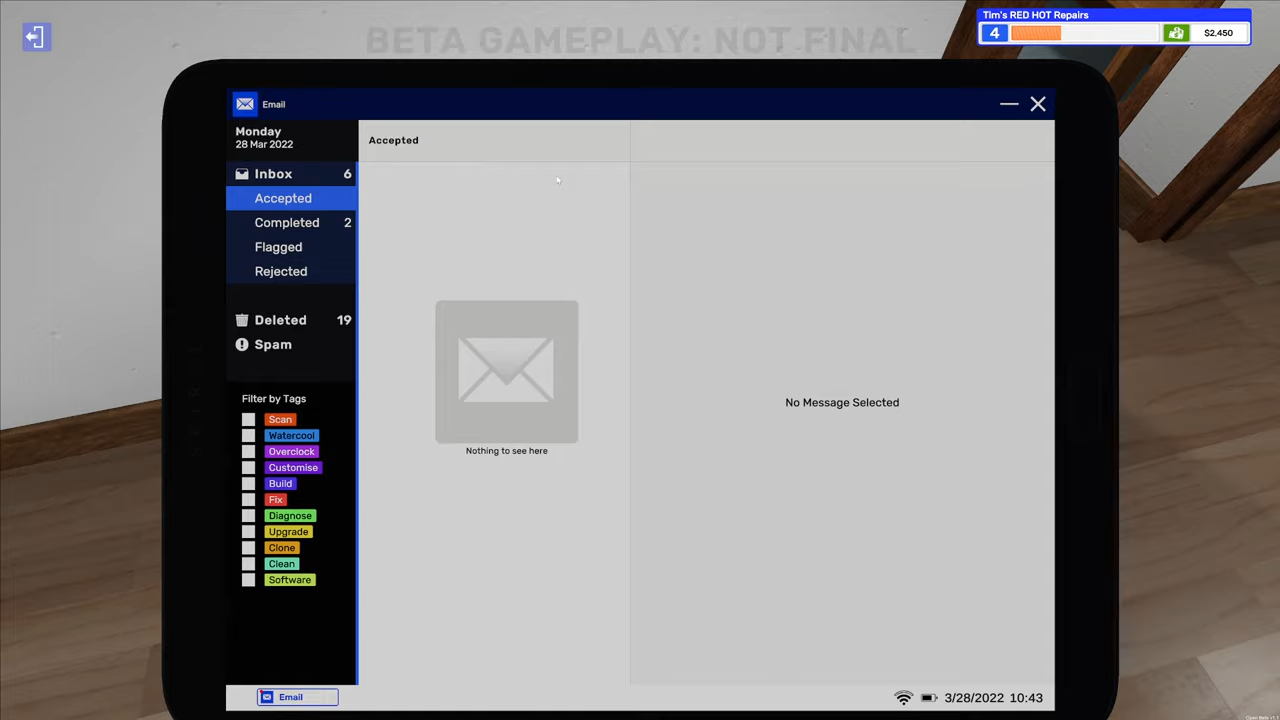 BETA GAMEPLAY: NOT FINAL
Tim's RED HOT Repairs
4
$2,450
Email
Monday
28 Mar 2022
Accepted
Inbox 6
Accepted
Completed 2
Flagged
Rejected
Deleted 19
Spam
Filter by Tags
Scan
Watercool
Overclock
Customise
Build
Fix
Diagnose
Upgrade
Clone
Clean
Software
Nothing to see here
No Message Selected
Email
3/28/2022 10:43